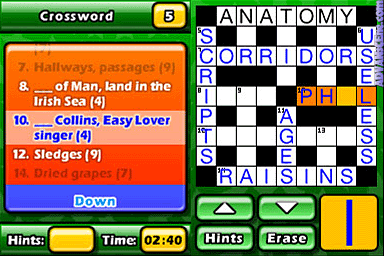 Crossword
5
7. Hallways, passages (9)
8. ___ of Man, land in the
Irish Sea (4)
10. ___ Collins, Easy Lover
singer (4)
12. Sledges (9)
14. Dried grapes (7)
Down
Hints:
Time: 02:40
ANATOMY
CORRIDORS
PH
RAISINS
SCRIPTS
USELESS
AGES
Hints
Erase
I